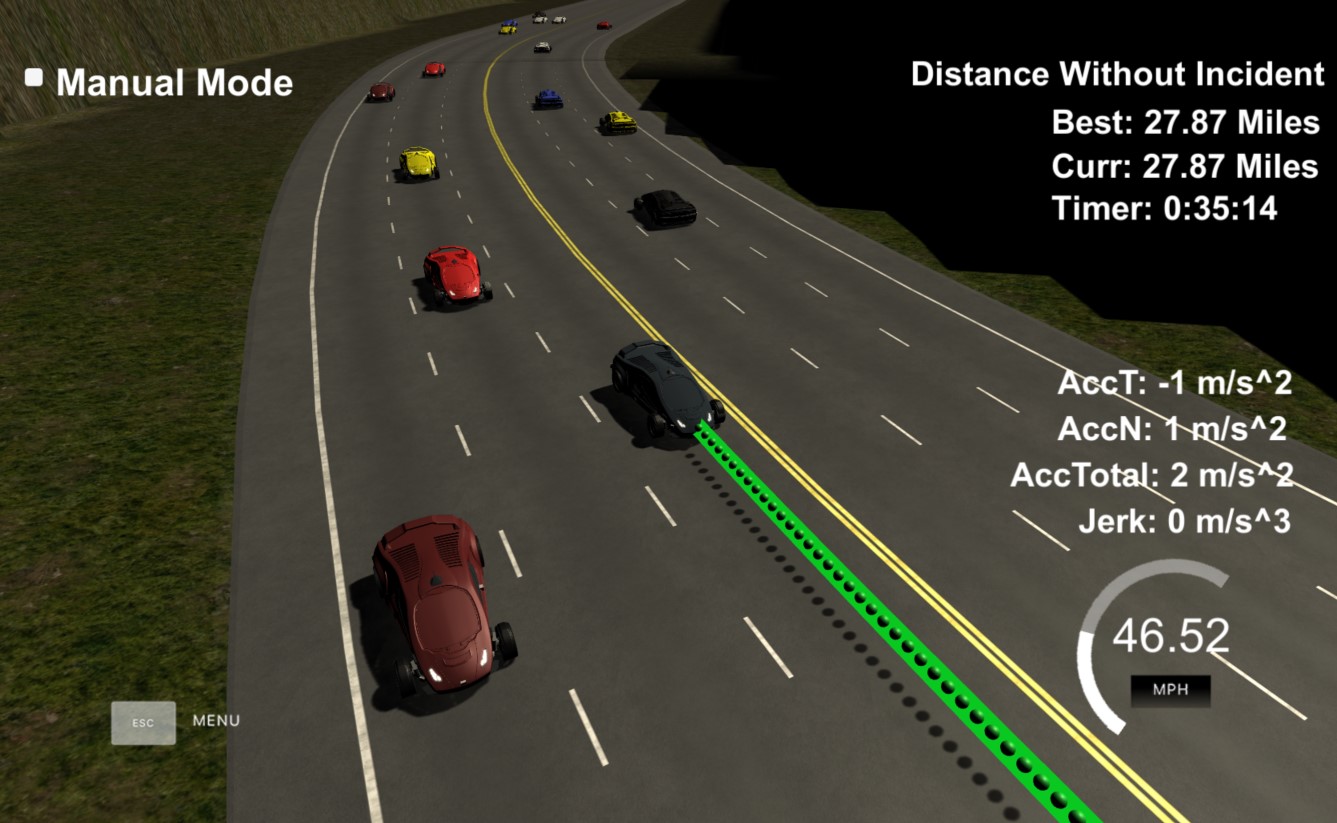 Manual Mode
Distance Without Incident
Best: 27.87 Miles
Curr: 27.87 Miles
Timer: 0:35:14
AccT: -1 m/s^2
AccN: 1 m/s^2
AccTotal: 2 m/s^2
Jerk: 0 m/s^3
46.52
MPH
ESC MENU